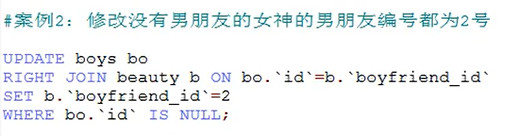 #案例2：修改没有男朋友的女神的男朋友编号都为2号
UPDATE boys bo
RIGHT JOIN beauty b ON bo.`id`=b.`boyfriend_id`
SET b.`boyfriend_id`=2
WHERE bo.`id` IS NULL;